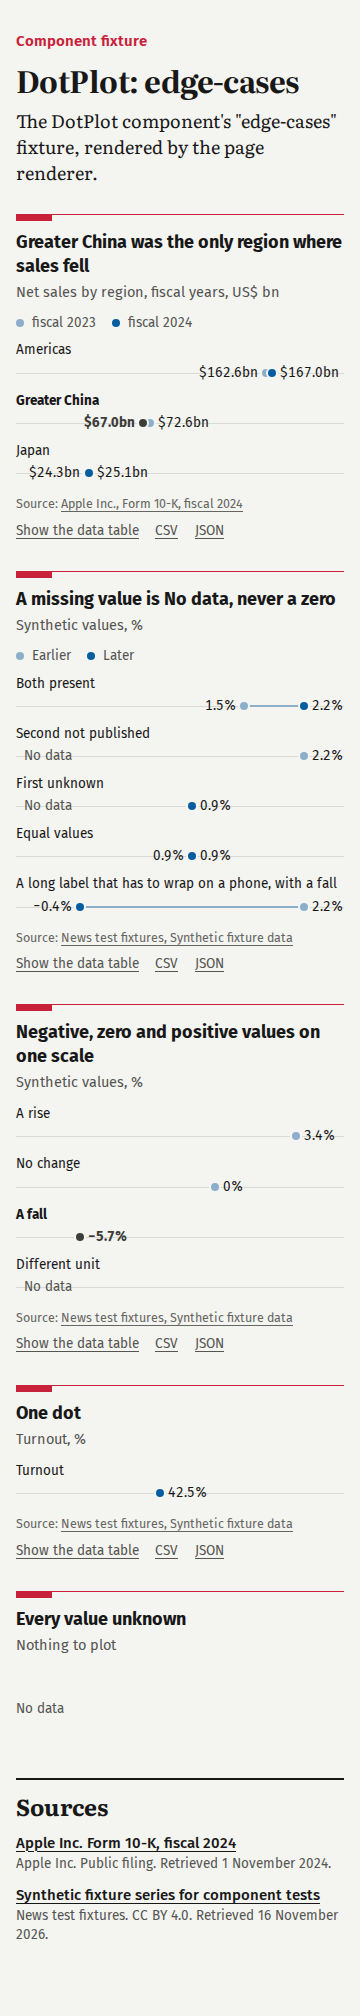 Component fixture
DotPlot: edge-cases
The DotPlot component's "edge-cases"
fixture, rendered by the page
renderer.
Greater China was the only region where
sales fell
Net sales by region, fiscal years, US$ bn
fiscal 2023 fiscal 2024
Americas
$162.6bn $167.0bn
Greater China
$67.0bn $72.6bn
Japan
$24.3bn $25.1bn
Source: Apple Inc., Form 10-K, fiscal 2024
Show the data table CSV JSON
A missing value is No data, never a zero
Synthetic values, %
Earlier Later
Both present
1.5% 2.2%
Second not published
No data 2.2%
First unknown
No data 0.9%
Equal values
0.9% 0.9%
A long label that has to wrap on a phone, with a fall
−0.4% 2.2%
Source: News test fixtures, Synthetic fixture data
Show the data table CSV JSON
Negative, zero and positive values on
one scale
Synthetic values, %
A rise
3.4%
No change
0%
A fall
−5.7%
Different unit
No data
Source: News test fixtures, Synthetic fixture data
Show the data table CSV JSON
One dot
Turnout, %
Turnout
42.5%
Source: News test fixtures, Synthetic fixture data
Show the data table CSV JSON
Every value unknown
Nothing to plot
No data
Sources
Apple Inc. Form 10-K, fiscal 2024
Apple Inc. Public filing. Retrieved 1 November 2024.
Synthetic fixture series for component tests
News test fixtures. CC BY 4.0. Retrieved 16 November
2026.